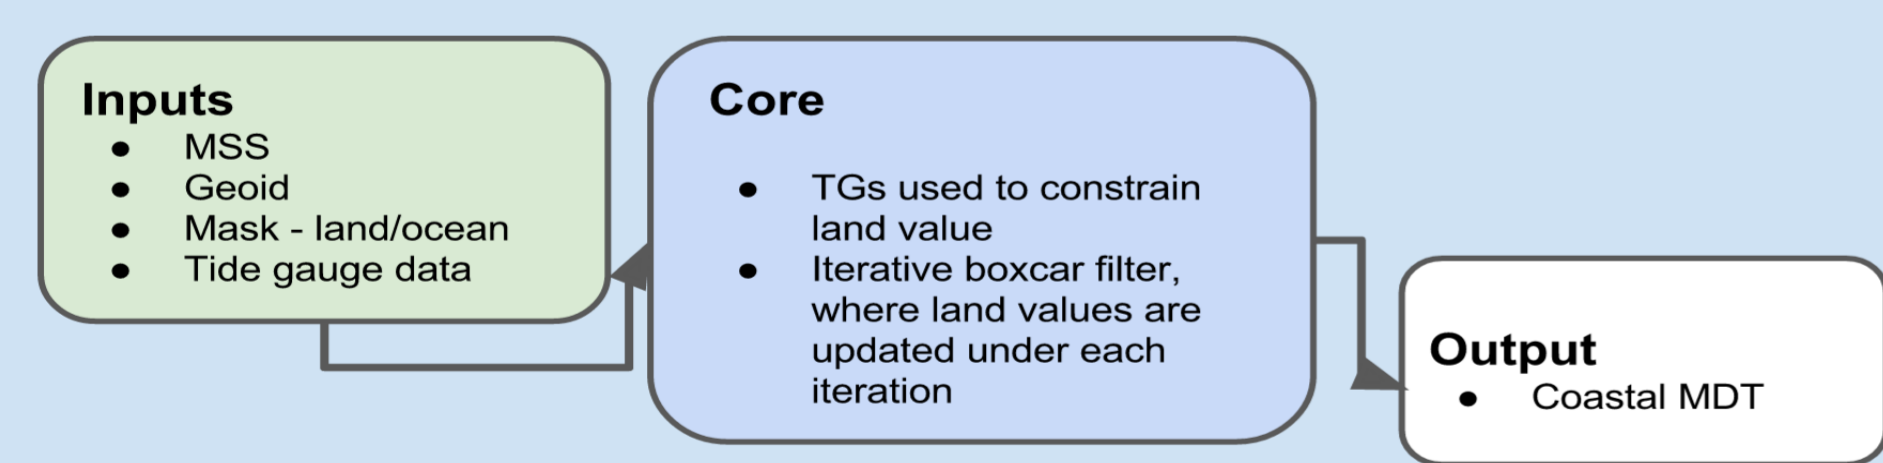 Inputs
● MSS
● Geoid
● Mask - land/ocean
● Tide gauge data
Core
● TGs used to constrain
land value
● Iterative boxcar filter,
where land values are
updated under each
iteration
Output
● Coastal MDT